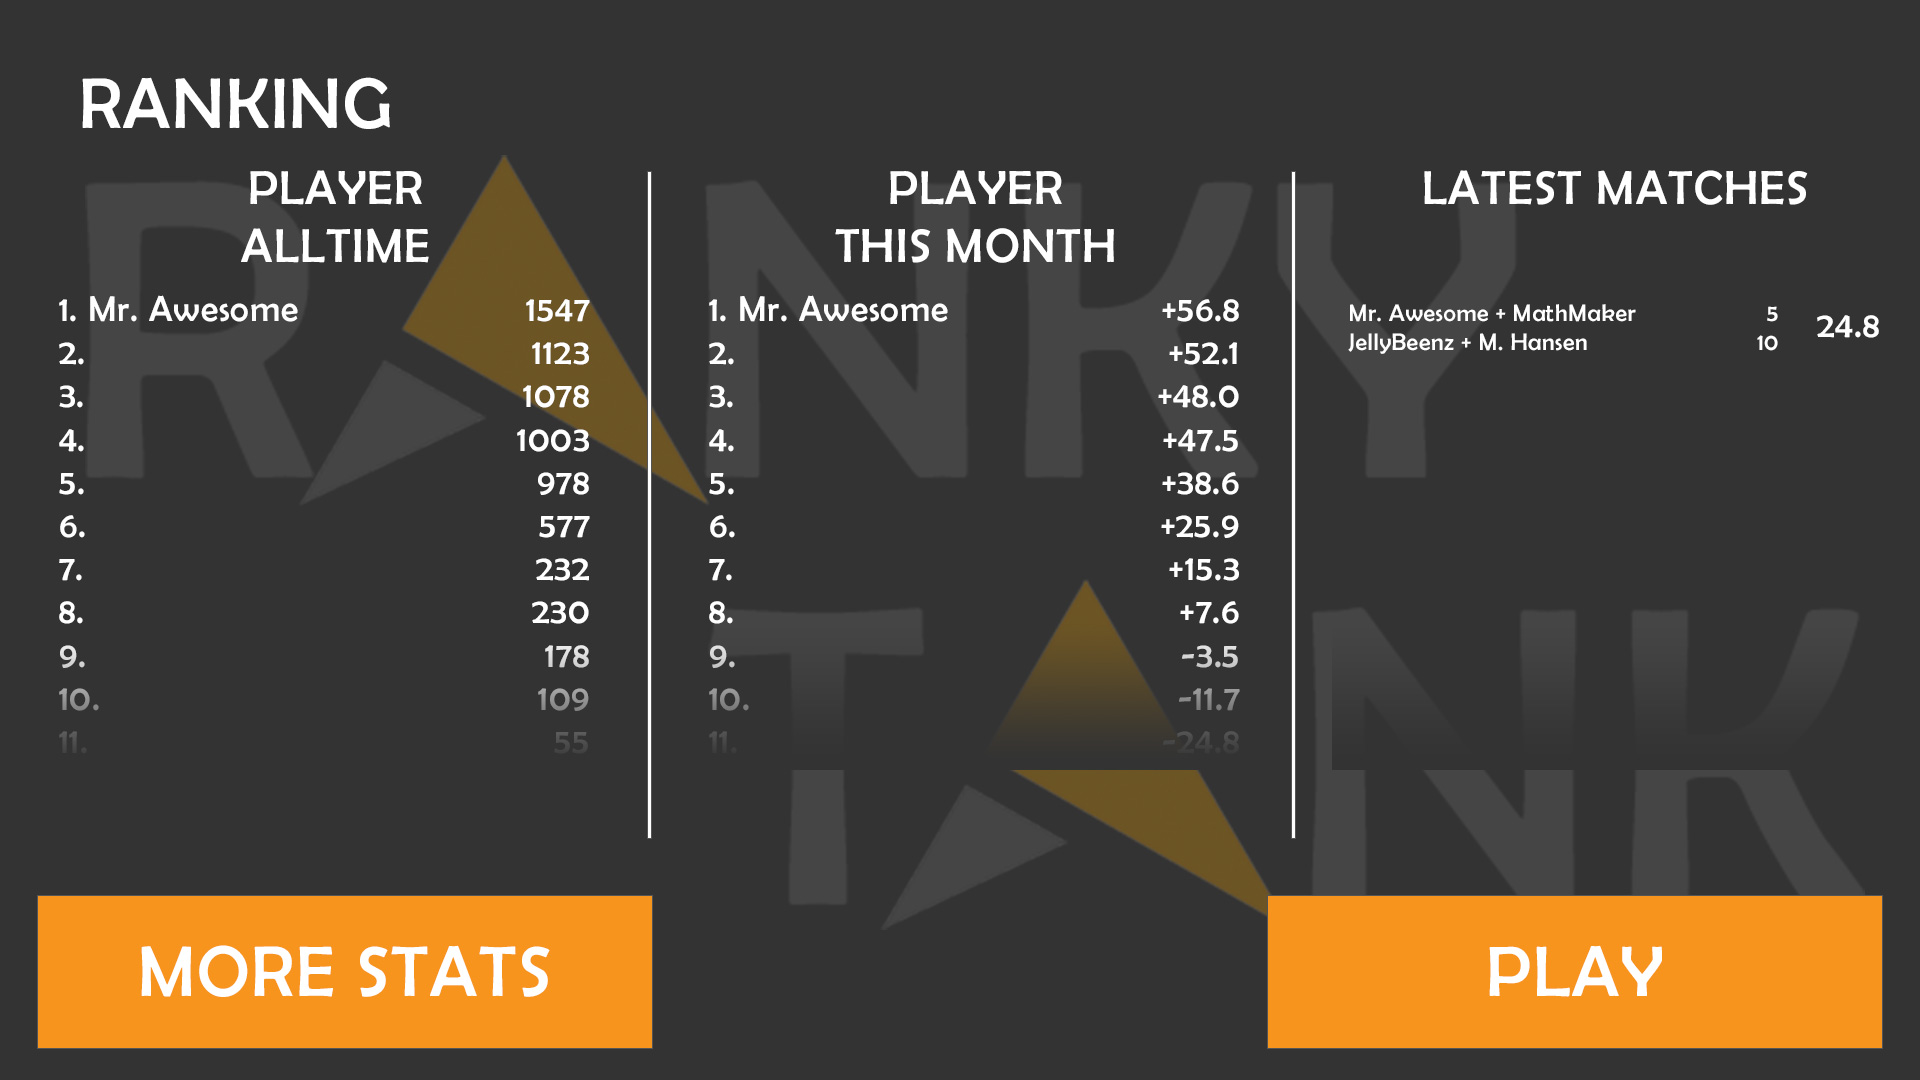 RANKING
PLAYER
ALLTIME
1. Mr. Awesome 1547
2. 1123
3. 1078
4. 1003
5. 978
6. 577
7. 232
8. 230
9. 178
10. 109
11. 55
PLAYER
THIS MONTH
1. Mr. Awesome +56.8
2. +52.1
3. +48.0
4. +47.5
5. +38.6
6. +25.9
7. +15.3
8. +7.6
9. -3.5
10. -11.7
11. -24.8
LATEST MATCHES
Mr. Awesome + MathMaker 5
JellyBeenz + M. Hansen 10
24.8
RANKY
TANK
MORE STATS
PLAY